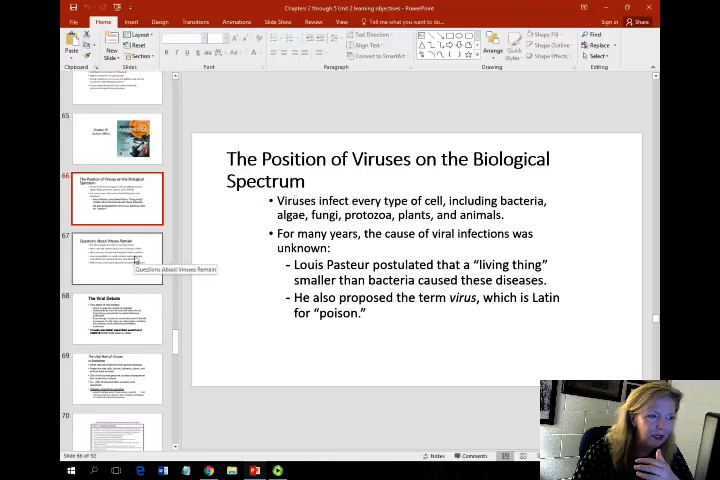 Chapters 2 through 5 Unit 2 learning objectives - PowerPoint
Sign in
Share
File
Home
Insert
Design
Transitions
Animations
Slide Show
Review
View
Tell me what you want to do...
Paste
New
Slide
Layout
Reset
Section
Text Direction
Align Text
Convert to SmartArt
Arrange
Quick
Styles
Shape Fill
Shape Outline
Shape Effects
Find
Replace
Select
Clipboard
Slides
Font
Paragraph
Drawing
Editing
65
66
The Position of Viruses on the Biological
Spectrum
67
Questions About Viruses Remain
Questions About Viruses Remain
68
The Viral Debate
69
The Vital Role of Viruses
in Evolution
70
The Position of Viruses on the Biological
Spectrum
• Viruses infect every type of cell, including bacteria,
algae, fungi, protozoa, plants, and animals.
• For many years, the cause of viral infections was
unknown:
- Louis Pasteur postulated that a “living thing”
smaller than bacteria caused these diseases.
- He also proposed the term virus, which is Latin
for “poison.”
Slide 66 of 92
Notes
Comments